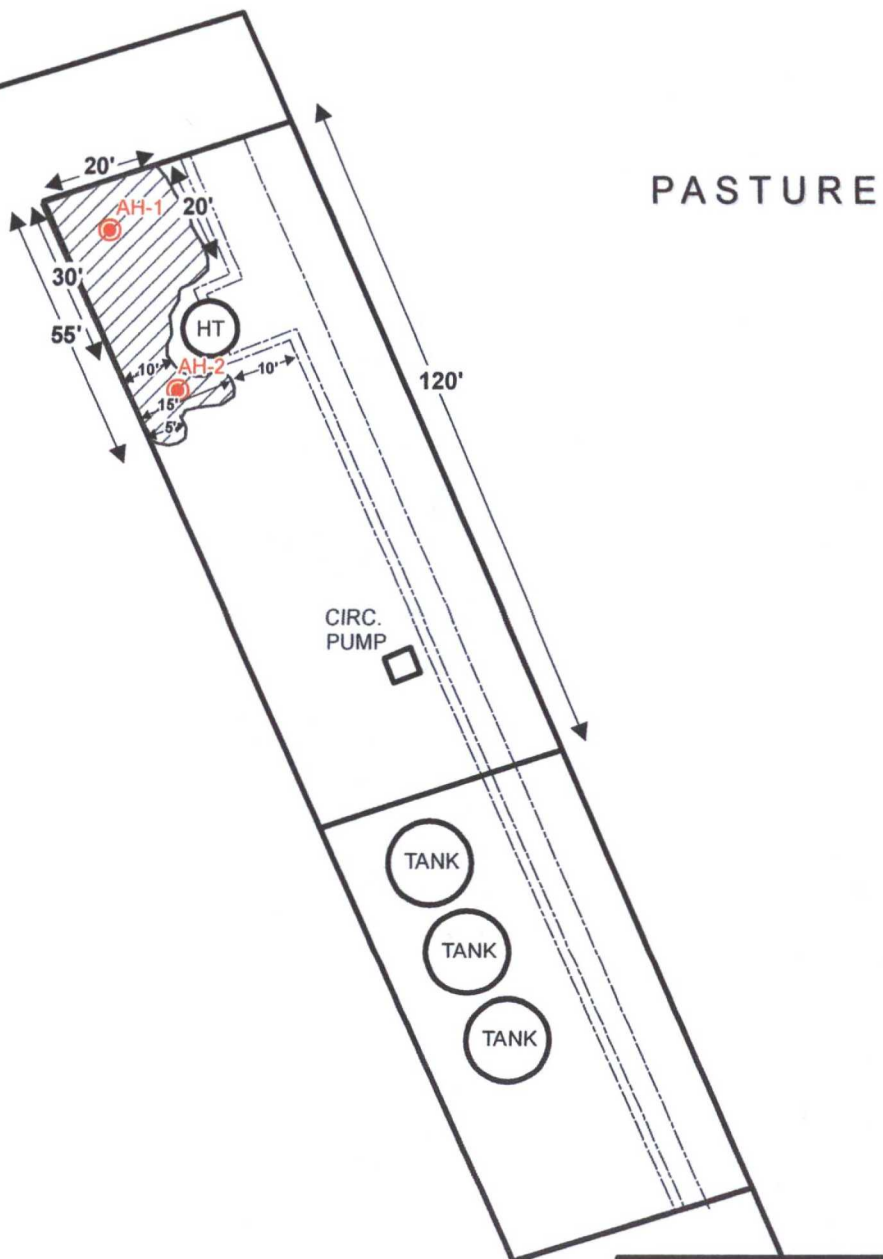 PASTURE
20'
AH-1
20'
30'
HT
55'
AH-2
10'
10'
15'
5'
120'
CIRC.
PUMP
TANK
TANK
TANK